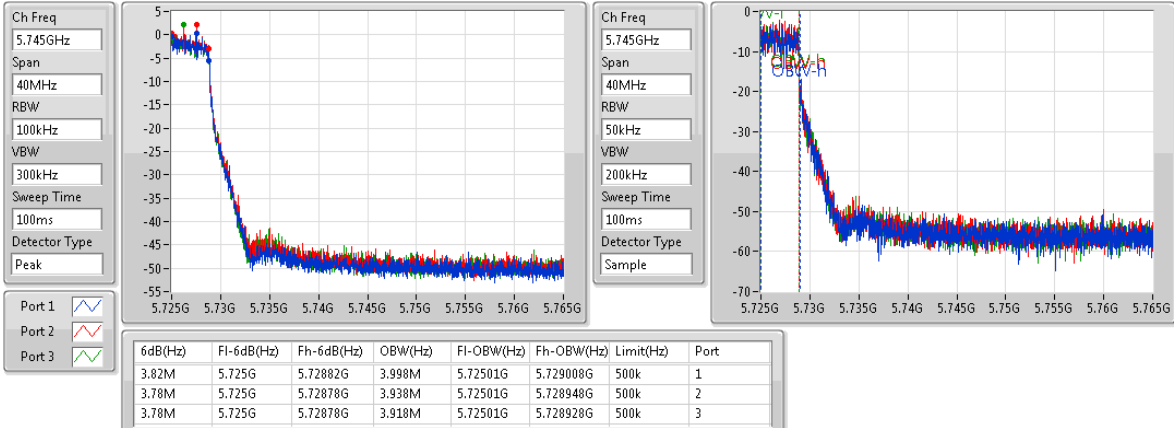 Ch Freq
5.745GHz
Span
40MHz
RBW
100kHz
VBW
300kHz
Sweep Time
100ms
Detector Type
Peak
Port 1
Port 2
Port 3
5
0
-5
-10
-15
-20
-25
-30
-35
-40
-45
-50
-55
5.725G 5.73G 5.735G 5.74G 5.745G 5.75G 5.755G 5.76G 5.765G
Ch Freq
5.745GHz
Span
40MHz
RBW
50kHz
VBW
200kHz
Sweep Time
100ms
Detector Type
Sample
0
-10
-20
-30
-40
-50
-60
-70
OBW-h
5.725G 5.73G 5.735G 5.74G 5.745G 5.75G 5.755G 5.76G 5.765G
6dB(Hz) Fl-6dB(Hz) Fh-6dB(Hz) OBW(Hz) Fl-OBW(Hz) Fh-OBW(Hz) Limit(Hz) Port
3.82M 5.725G 5.72882G 3.998M 5.72501G 5.729008G 500k 1
3.78M 5.725G 5.72878G 3.938M 5.72501G 5.728948G 500k 2
3.78M 5.725G 5.72878G 3.918M 5.72501G 5.728928G 500k 3